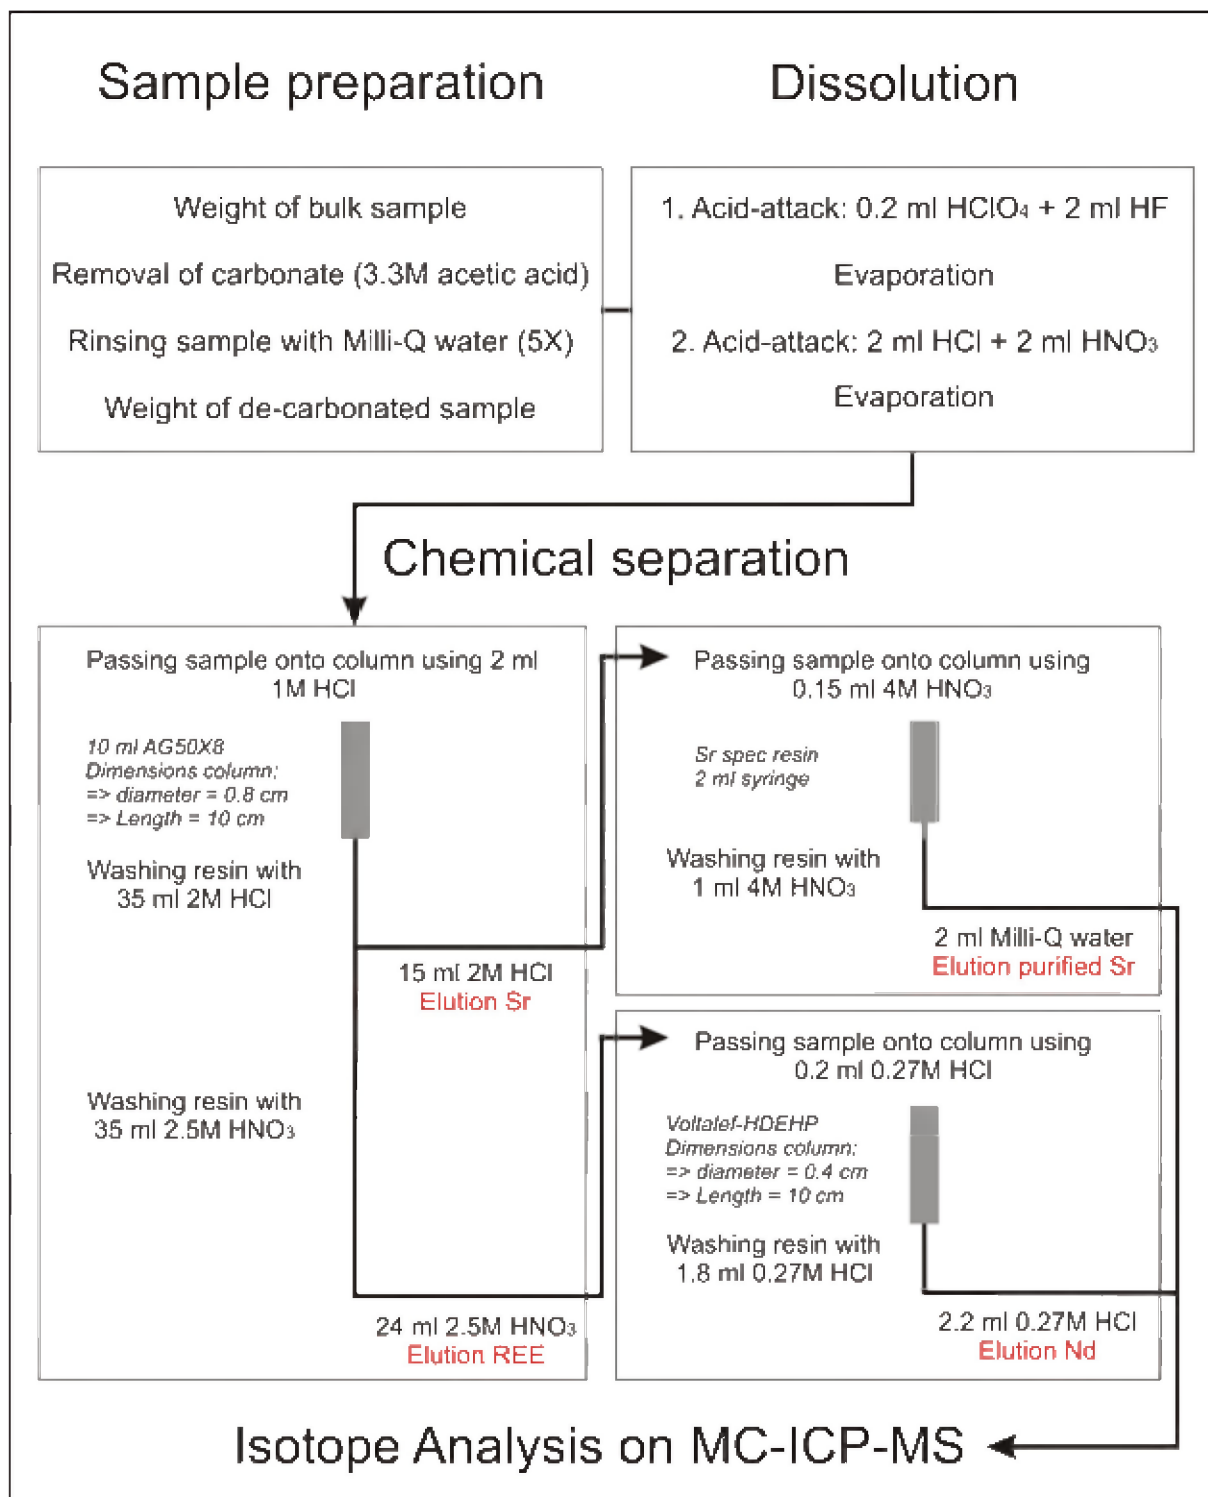 Sample preparation
Weight of bulk sample
Removal of carbonate (3.3M acetic acid)
Rinsing sample with Milli-Q water (5X)
Weight of de-carbonated sample
Dissolution
1. Acid-attack: 0.2 ml HClO₄ + 2 ml HF
Evaporation
2. Acid-attack: 2 ml HCl + 2 ml HNO₃
Evaporation
Chemical separation
Passing sample onto column using 2 ml
1M HCl
10 ml AG50X8
Dimensions column:
=> diameter = 0.8 cm
=> Length = 10 cm
Washing resin with
35 ml 2M HCl
15 ml 2M HCl
Elution Sr
Washing resin with
35 ml 2.5M HNO₃
24 ml 2.5M HNO₃
Elution REE
Passing sample onto column using
0.15 ml 4M HNO₃
Sr spec resin
2 ml syringe
Washing resin with
1 ml 4M HNO₃
2 ml Milli-Q water
Elution purified Sr
Passing sample onto column using
0.2 ml 0.27M HCl
Voltalef-HDEHP
Dimensions column:
=> diameter = 0.4 cm
=> Length = 10 cm
Washing resin with
1.8 ml 0.27M HCl
2.2 ml 0.27M HCl
Elution Nd
Isotope Analysis on MC-ICP-MS